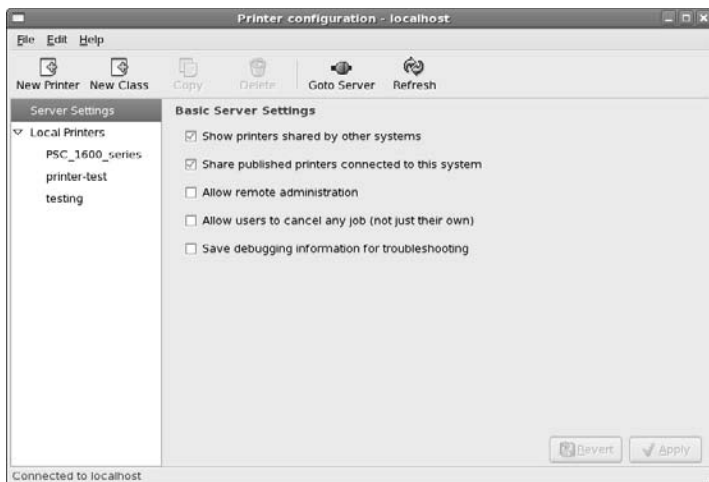 Printer configuration - localhost
File Edit Help
New Printer New Class Copy Delete Goto Server Refresh
Server Settings
Local Printers
PSC_1600_series
printer-test
testing
Basic Server Settings
Show printers shared by other systems
Share published printers connected to this system
Allow remote administration
Allow users to cancel any job (not just their own)
Save debugging information for troubleshooting
Revert Apply
Connected to localhost